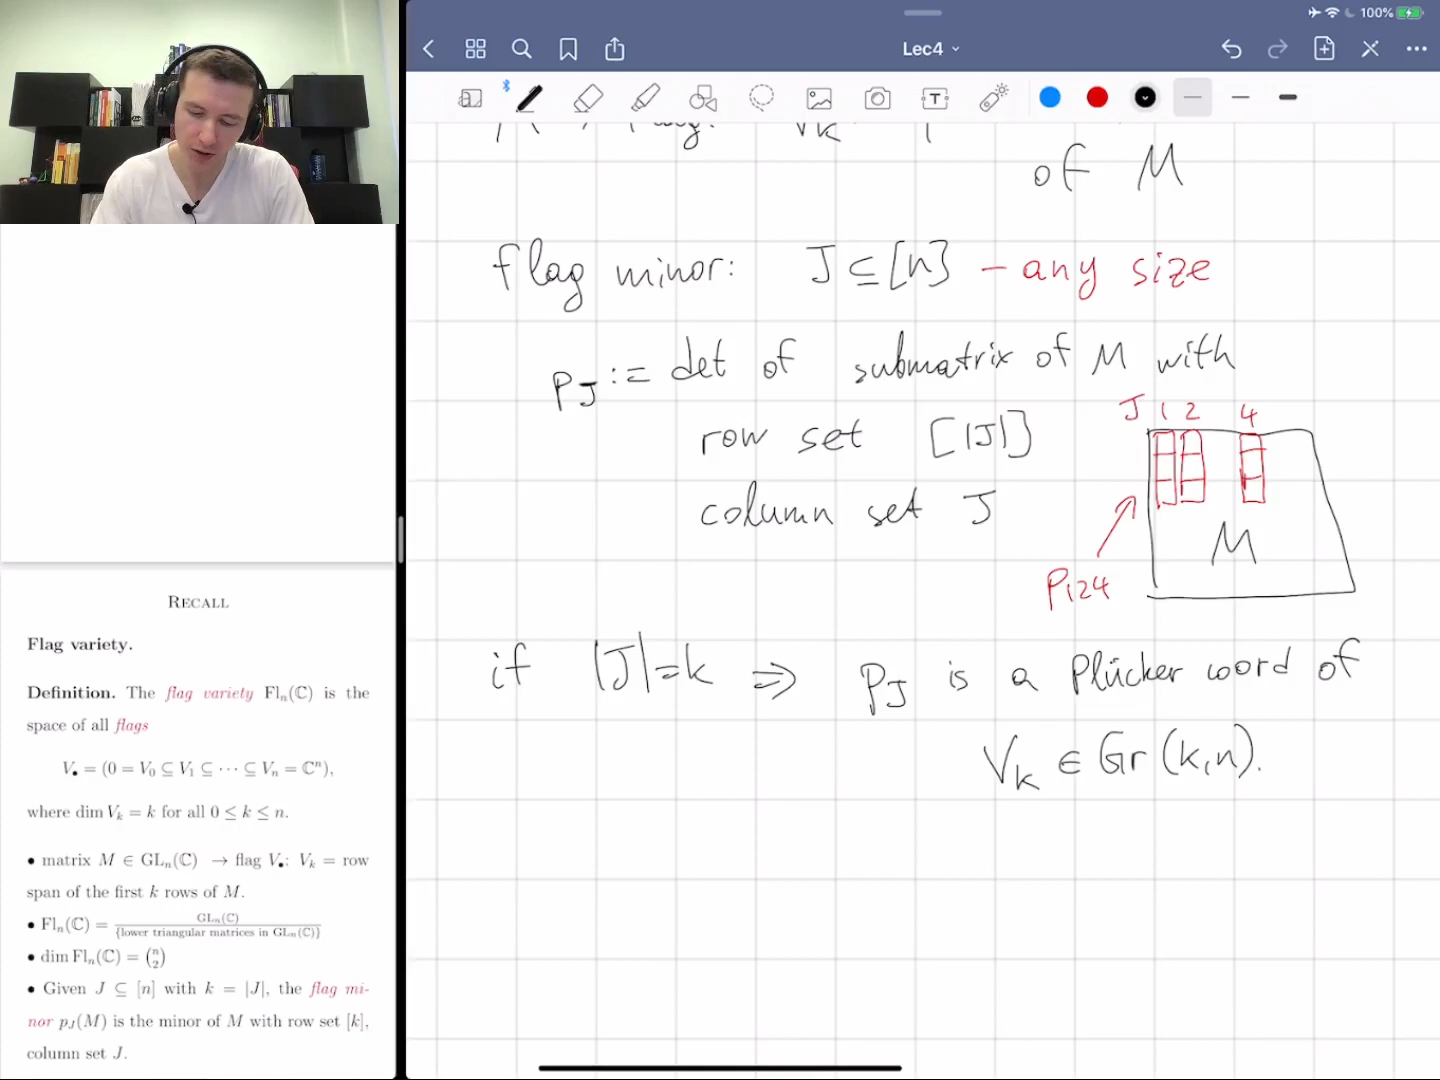 100%
Lec4
of M
flag minor: J ⊆ [n] - any size
p_J := det of submatrix of M with
row set [|J|]
column set J
J 1 2 4
M
P124
if |J|=k ⇒ p_J is a Plücker coord of
V_k ∈ Gr(k,n).
RECALL
Flag variety.
Definition. The flag variety Fl_n(ℂ) is the
space of all flags
V_• = (0 = V_0 ⊆ V_1 ⊆ ⋯ ⊆ V_n = ℂ^n),
where dim V_k = k for all 0 ≤ k ≤ n.
• matrix M ∈ GL_n(ℂ) → flag V_•: V_k = row
span of the first k rows of M.
• Fl_n(ℂ) = GL_n(ℂ) / {lower triangular matrices in GL_n(ℂ)}
• dim Fl_n(ℂ) = (n 2)
• Given J ⊆ [n] with k = |J|, the flag mi-
nor p_J(M) is the minor of M with row set [k],
column set J.